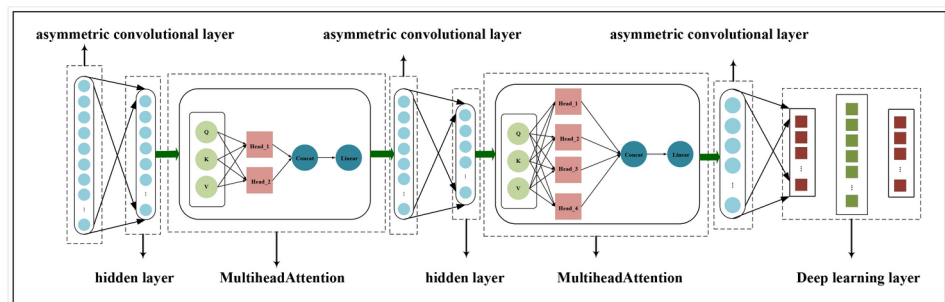 asymmetric convolutional layer
asymmetric convolutional layer
asymmetric convolutional layer
Q
K
V
Head_1
Head_2
Concat
Linear
Q
K
V
Head_1
Head_2
Head_3
Head_4
Concat
Linear
hidden layer
MultiheadAttention
hidden layer
MultiheadAttention
Deep learning layer